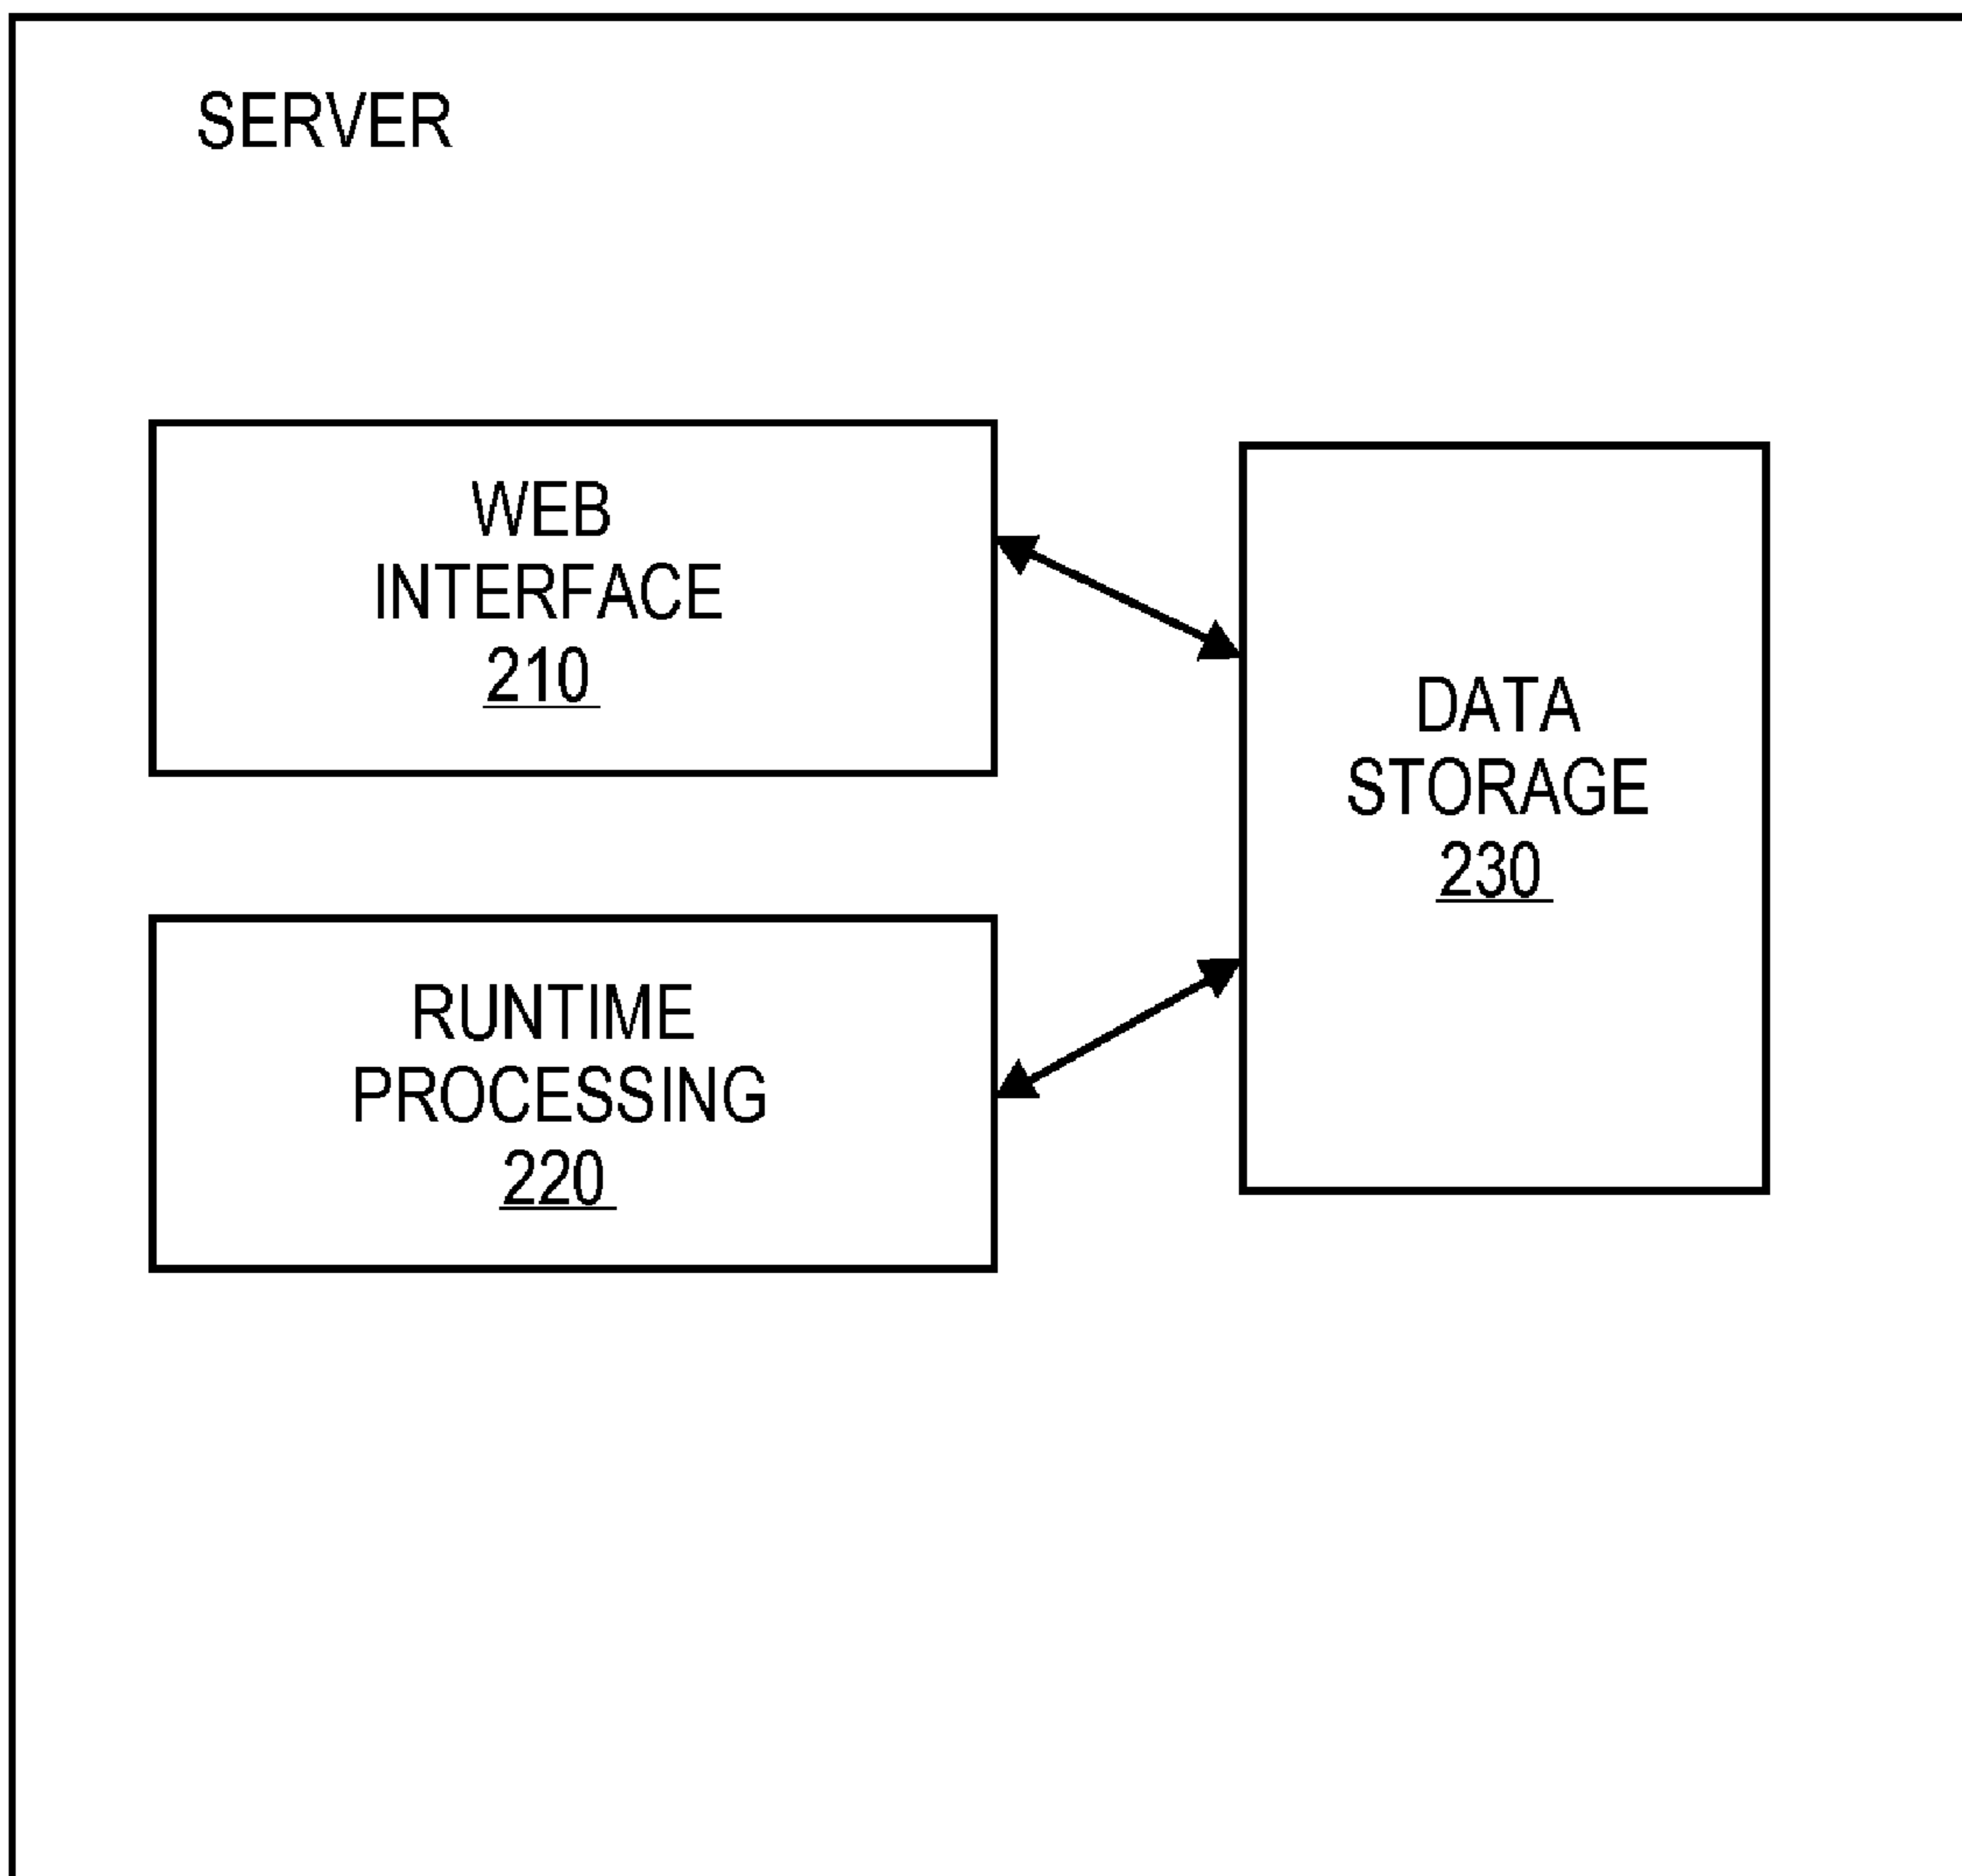 SERVER
WEB
INTERFACE
210
RUNTIME
PROCESSING
220
DATA
STORAGE
230